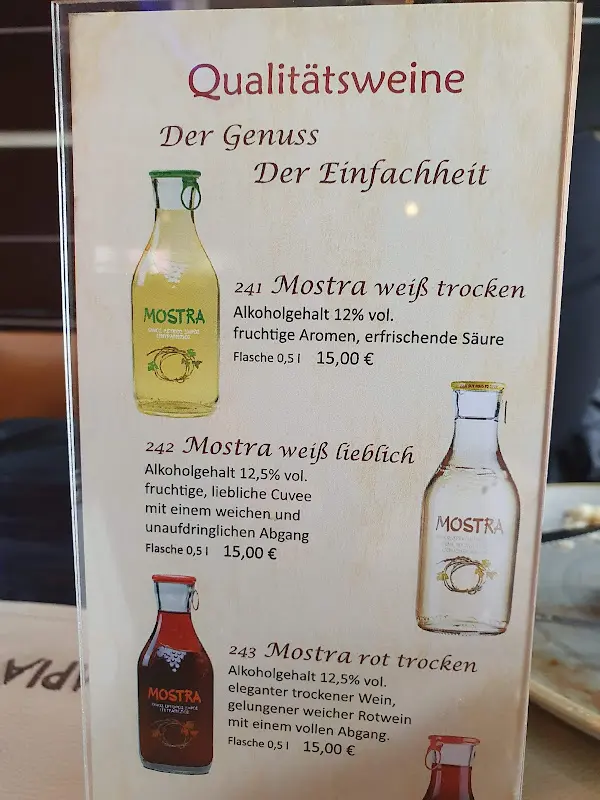 Qualitätsweine
Der Genuss
Der Einfachheit
MOSTRA
241 Mostra weiß trocken
Alkoholgehalt 12% vol.
fruchtige Aromen, erfrischende Säure
Flasche 0,5 l 15,00 €
242 Mostra weiß lieblich
Alkoholgehalt 12,5% vol.
fruchtige, liebliche Cuvee
mit einem weichen und
unaufdringlichen Abgang
Flasche 0,5 l 15,00 €
MOSTRA
243 Mostra rot trocken
Alkoholgehalt 12,5% vol.
eleganter trockener Wein,
gelungener weicher Rotwein
mit einem vollen Abgang.
Flasche 0,5 l 15,00 €
MOSTRA